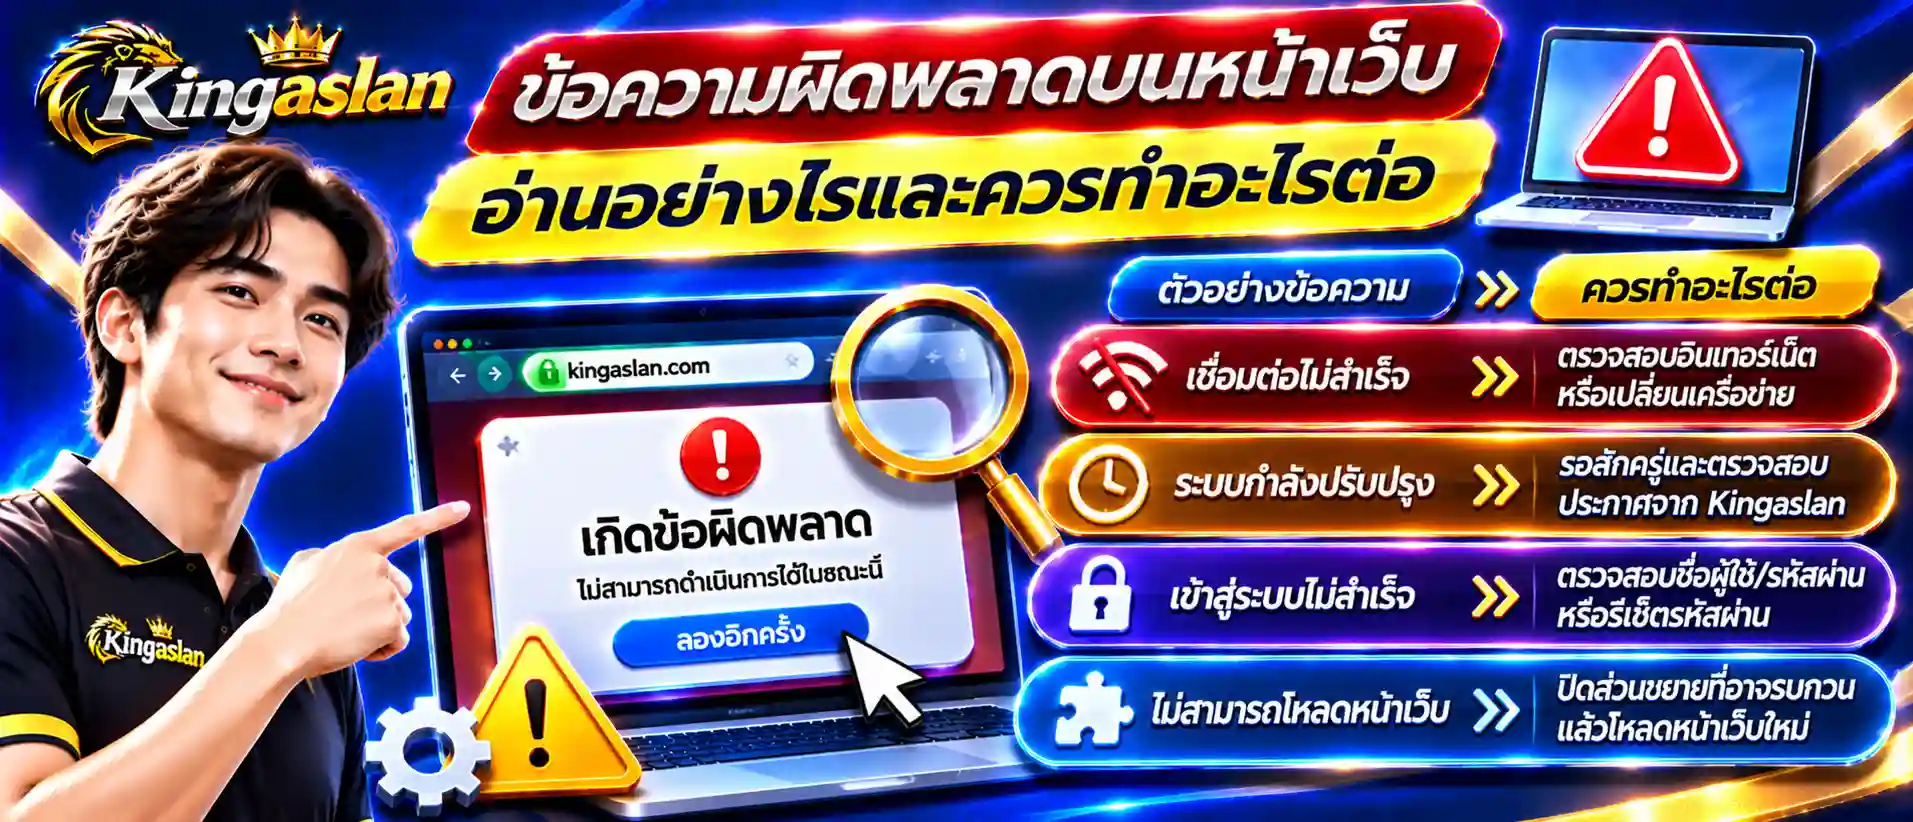 Kingaslan
ข้อความผิดพลาดบนหน้าเว็บ
อ่านอย่างไรและควรทำอะไรต่อ
kingaslan.com
เกิดข้อผิดพลาด
ไม่สามารถดำเนินการได้ในขณะนี้
ลองอีกครั้ง
Kingaslan
ตัวอย่างข้อความ
ควรทำอะไรต่อ
เชื่อมต่อไม่สำเร็จ
ตรวจสอบอินเทอร์เน็ต
หรือเปลี่ยนเครือข่าย
ระบบกำลังปรับปรุง
รอสักครู่และตรวจสอบ
ประกาศจาก Kingaslan
เข้าสู่ระบบไม่สำเร็จ
ตรวจสอบชื่อผู้ใช้/รหัสผ่าน
หรือรีเซ็ตรหัสผ่าน
ไม่สามารถโหลดหน้าเว็บ
ปิดส่วนขยายที่อาจรบกวน
แล้วโหลดหน้าเว็บใหม่